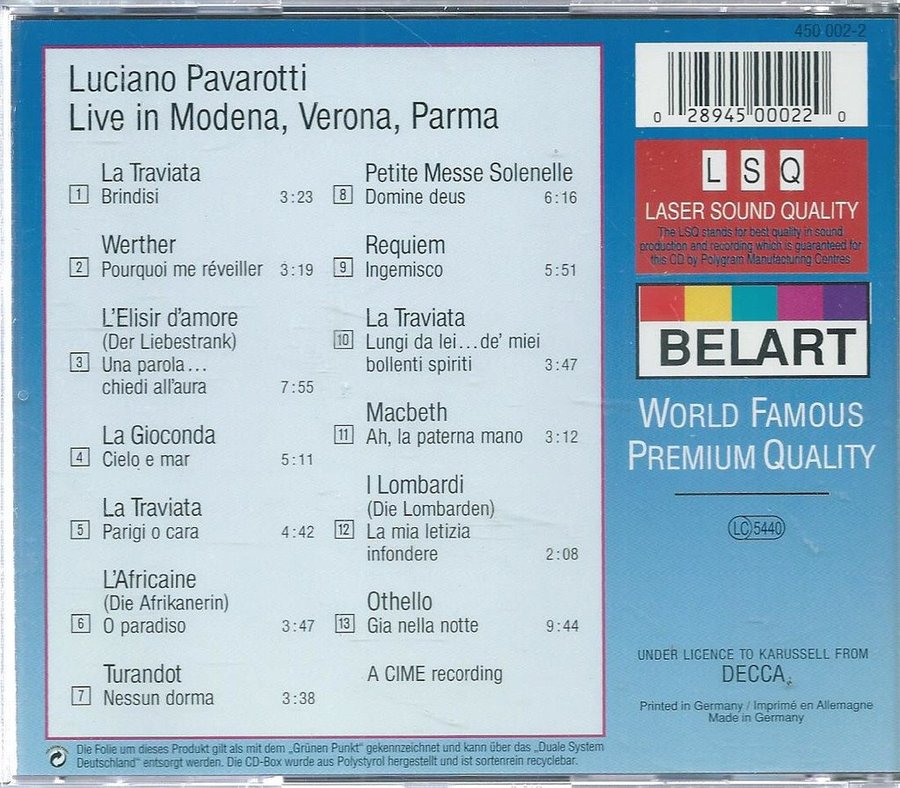 450 002-2
Luciano Pavarotti
Live in Modena, Verona, Parma
La Traviata
1 Brindisi 3:23
Werther
2 Pourquoi me réveiller 3:19
L'Elisir d'amore
(Der Liebestrank)
3 Una parola...
chiedi all'aura 7:55
La Gioconda
4 Cielo e mar 5:11
La Traviata
5 Parigi o cara 4:42
L'Africaine
(Die Afrikanerin)
6 O paradiso 3:47
Turandot
7 Nessun dorma 3:38
Petite Messe Solenelle
8 Domine deus 6:16
Requiem
9 Ingemisco 5:51
La Traviata
10 Lungi da lei...de' miei
bollenti spiriti 3:47
Macbeth
11 Ah, la paterna mano 3:12
I Lombardi
(Die Lombarden)
12 La mia letizia
infondere 2:08
Othello
13 Gia nella notte 9:44
A CIME recording
0 28945 00022 0
LSQ
LASER SOUND QUALITY
The LSQ stands for best quality in sound
production and recording which is guaranteed for
this CD by Polygram Manufacturing Centres
BELART
WORLD FAMOUS
PREMIUM QUALITY
LC 5440
UNDER LICENCE TO KARUSSELL FROM
DECCA
Printed in Germany / Imprimé en Allemagne
Made in Germany
Die Folie um dieses Produkt gilt als mit dem „Grünen Punkt" gekennzeichnet und kann über das „Duale System
Deutschland" entsorgt werden. Die CD-Box wurde aus Polystyrol hergestellt und ist sortenrein recyclebar.